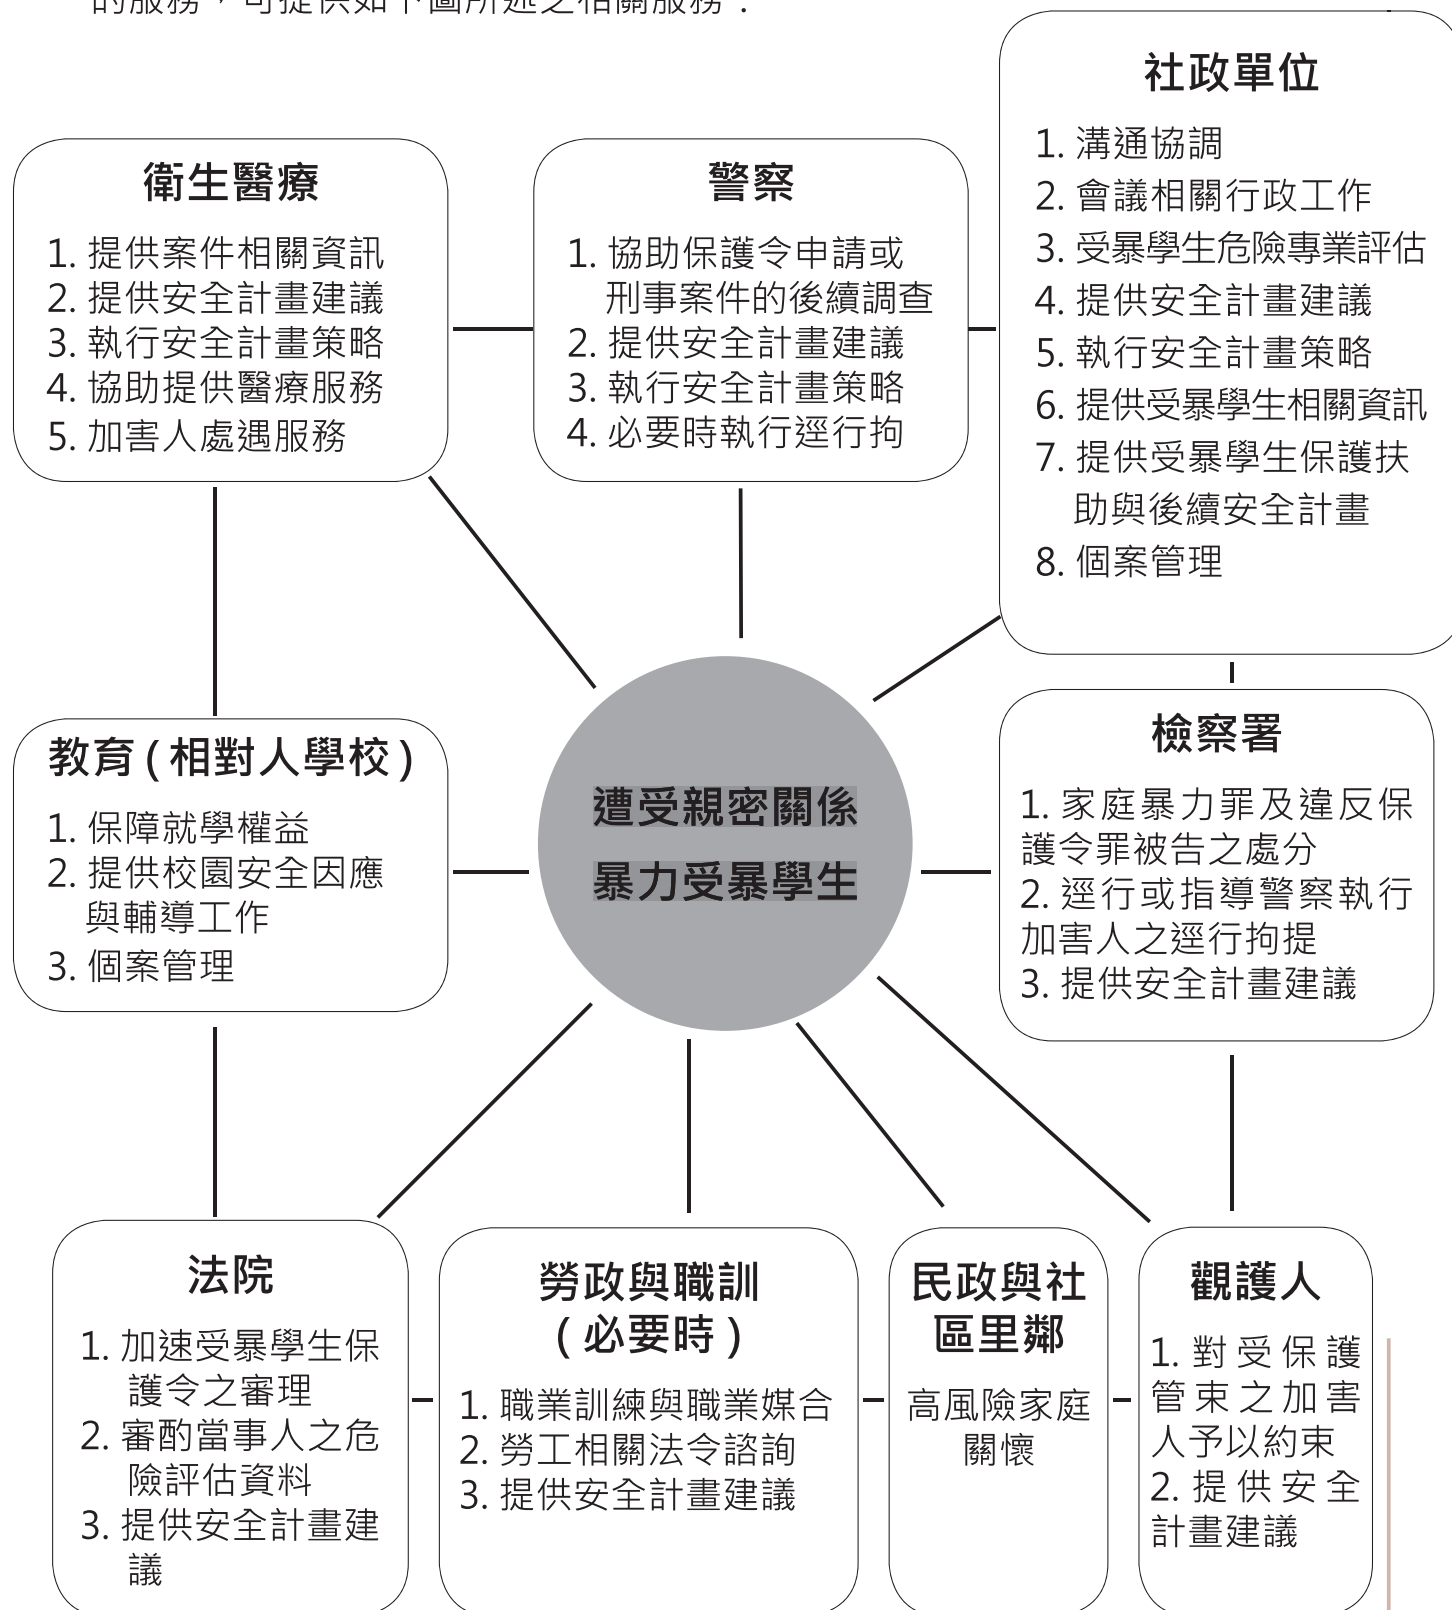 的服務，可提供如下圖所述之相關服務：
社政單位
1. 溝通協調
2. 會議相關行政工作
3. 受暴學生危險專業評估
4. 提供安全計畫建議
5. 執行安全計畫策略
6. 提供受暴學生相關資訊
7. 提供受暴學生保護扶
助與後續安全計畫
8. 個案管理
衛生醫療
1. 提供案件相關資訊
2. 提供安全計畫建議
3. 執行安全計畫策略
4. 協助提供醫療服務
5. 加害人處遇服務
警察
1. 協助保護令申請或
刑事案件的後續調查
2. 提供安全計畫建議
3. 執行安全計畫策略
4. 必要時執行逕行拘
教育(相對人學校)
1. 保障就學權益
2. 提供校園安全因應
與輔導工作
3. 個案管理
遭受親密關係
暴力受暴學生
檢察署
1. 家庭暴力罪及違反保
護令罪被告之處分
2. 逕行或指導警察執行
加害人之逕行拘提
3. 提供安全計畫建議
法院
1. 加速受暴學生保
護令之審理
2. 審酌當事人之危
險評估資料
3. 提供安全計畫建
議
勞政與職訓
(必要時)
1. 職業訓練與職業媒合
2. 勞工相關法令諮詢
3. 提供安全計畫建議
民政與社
區里鄰
高風險家庭
關懷
觀護人
1. 對受保護
管束之加害
人予以約束
2. 提供安全
計畫建議